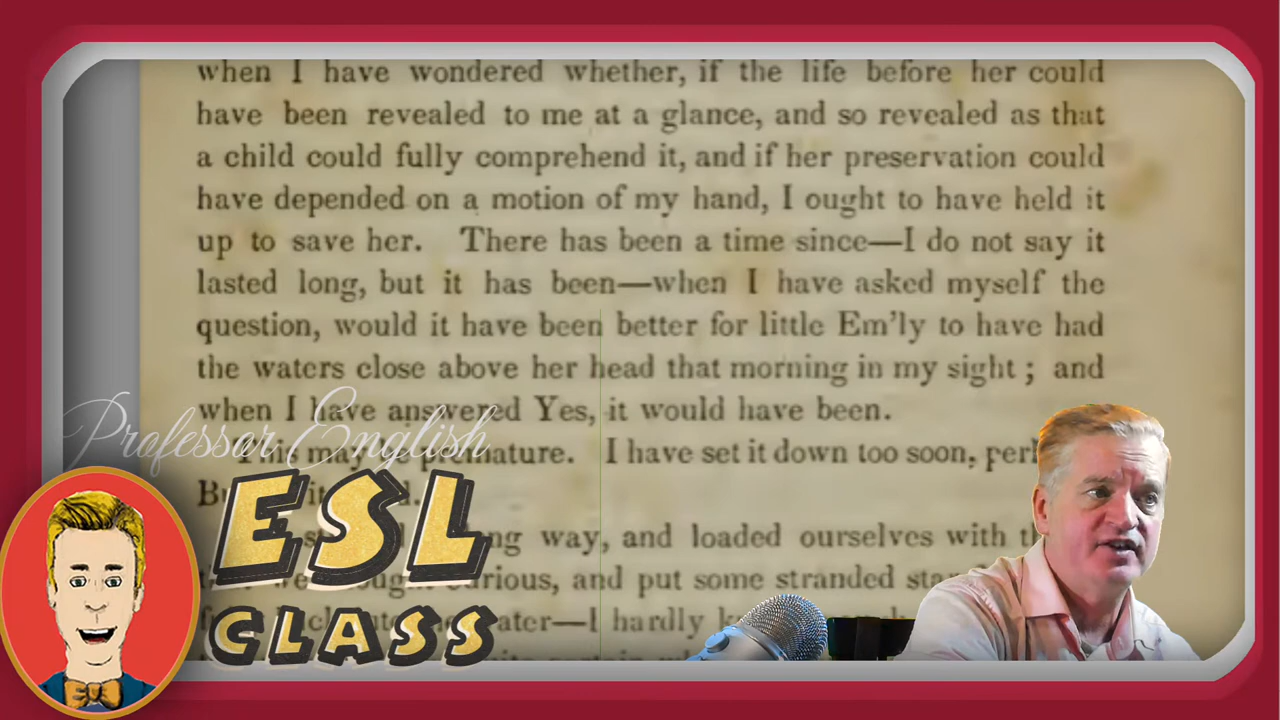 when I have wondered whether, if the life before her could
have been revealed to me at a glance, and so revealed as that
a child could fully comprehend it, and if her preservation could
have depended on a motion of my hand, I ought to have held it
up to save her. There has been a time since—I do not say it
lasted long, but it has been—when I have asked myself the
question, would it have been better for little Em'ly to have had
the waters close above her head that morning in my sight ; and
when I have answered Yes, it would have been.
This may premature. I have set it down too soon,
way, and loaded ourselves with
and put some stranded
I hardly
Professor English
ESL
CLASS